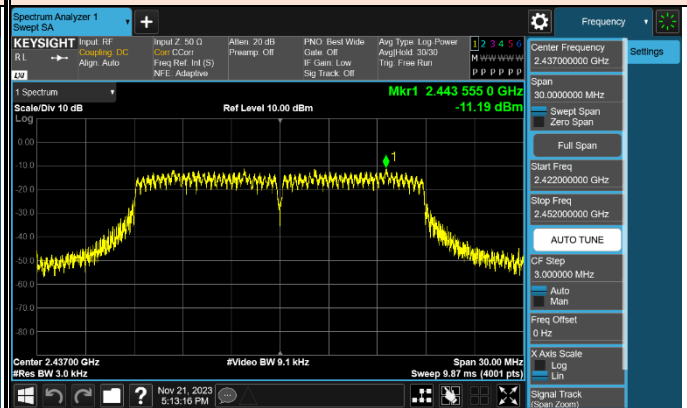 Spectrum Analyzer 1
Swept SA
+
Frequency
KEYSIGHT
Input: RF
Input Z: 50 Ω
Atten: 20 dB
PNO: Best Wide
Avg Type: Log-Power
1 2 3 4 5 6
R L
Coupling: DC
Corr CCorr
Preamp: Off
Gate: Off
Avg|Hold: 30/30
M W W W W W
Align: Auto
Freq Ref: Int (S)
IF Gain: Low
Trig: Free Run
NFE: Adaptive
Sig Track: Off
P P P P P P
LXI
1 Spectrum
Mkr1 2.443 555 0 GHz
Scale/Div 10 dB
Ref Level 10.00 dBm
-11.19 dBm
Log
0.00
-10.0
-20.0
-30.0
-40.0
-50.0
-60.0
-70.0
-80.0
1
Center 2.43700 GHz
#Video BW 9.1 kHz
Span 30.00 MHz
#Res BW 3.0 kHz
Sweep 9.87 ms (4001 pts)
?
Nov 21, 2023
5:13:16 PM
Center Frequency
2.437000000 GHz
Settings
Span
30.0000000 MHz
Swept Span
Zero Span
Full Span
Start Freq
2.422000000 GHz
Stop Freq
2.452000000 GHz
AUTO TUNE
CF Step
3.000000 MHz
Auto
Man
Freq Offset
0 Hz
X Axis Scale
Log
Lin
Signal Track
(Span Zoom)